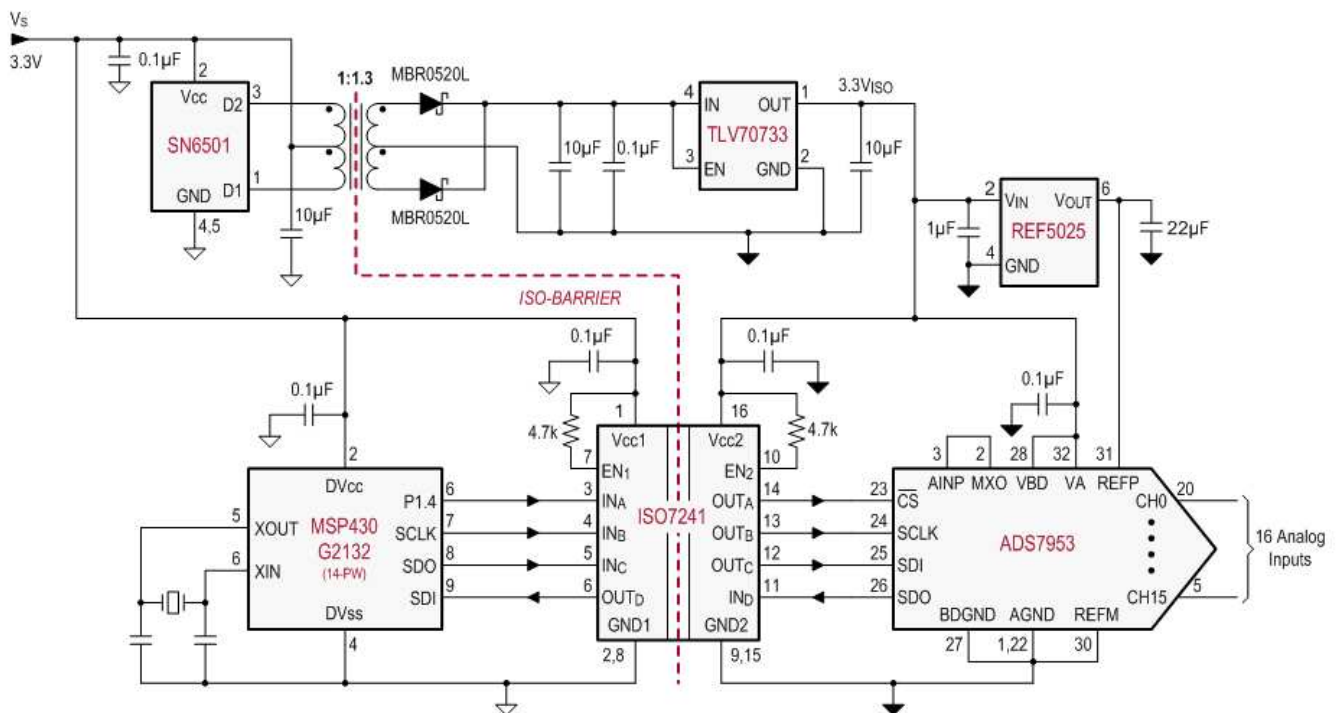 VS
3.3V
0.1µF
2
Vcc
D2
3
SN6501
D1
1
GND
4,5
10µF
1:1.3
MBR0520L
MBR0520L
10µF
0.1µF
4
IN
OUT
1
TLV70733
3
EN
GND
2
3.3VISO
10µF
2
VIN
VOUT
6
REF5025
1µF
4
GND
22µF
ISO-BARRIER
0.1µF
0.1µF
0.1µF
0.1µF
4.7k
4.7k
2
DVcc
5
XOUT
MSP430
G2132
(14-PW)
6
XIN
P1.4
6
SCLK
7
SDO
8
SDI
9
DVss
4
1
Vcc1
7
EN1
3
INA
4
INB
5
INC
6
OUTD
GND1
2,8
ISO7241
16
Vcc2
EN2
10
OUTA
14
OUTB
13
OUTC
12
IND
11
GND2
9,15
3
2
28
32
31
AINP
MXO
VBD
VA
REFP
23
CS
24
SCLK
25
SDI
26
SDO
ADS7953
CH0
20
CH15
5
16 Analog
Inputs
BDGND
AGND
REFM
27
1,22
30